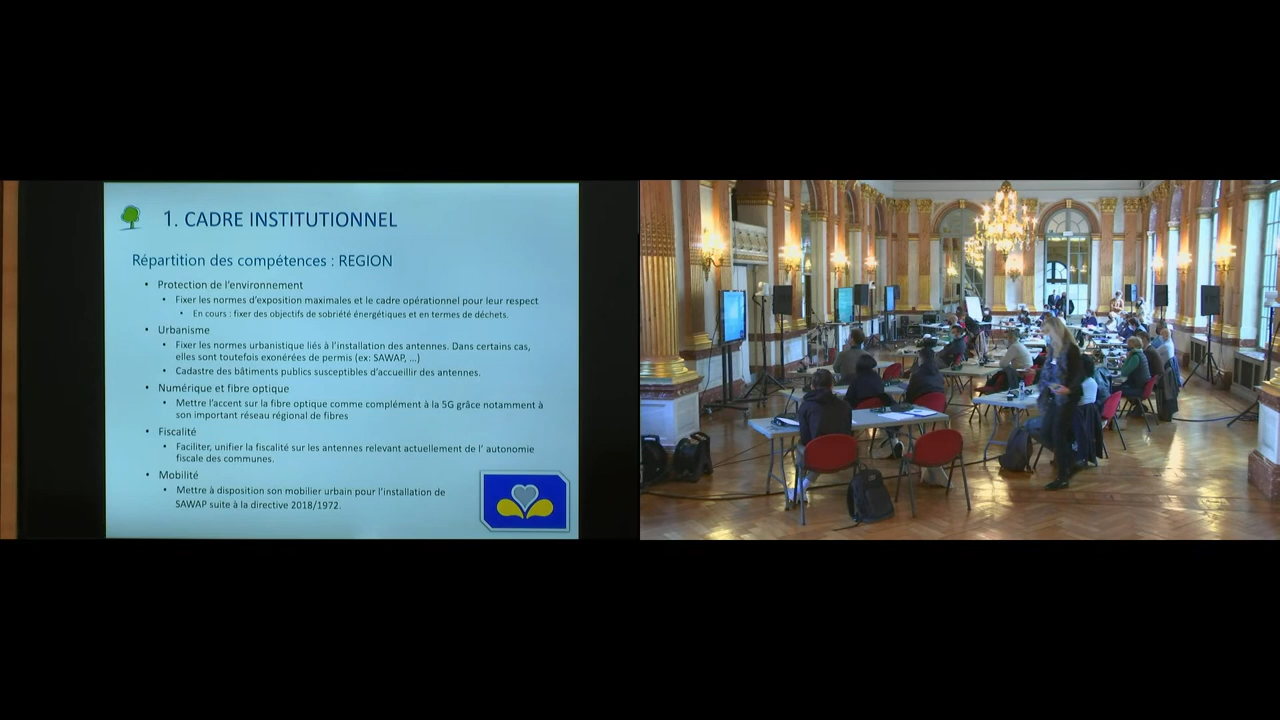 1. CADRE INSTITUTIONNEL
Répartition des compétences : REGION
• Protection de l'environnement
• Fixer les normes d'exposition maximales et le cadre opérationnel pour leur respect
• En cours : fixer des objectifs de sobriété énergétiques et en termes de déchets.
• Urbanisme
• Fixer les normes urbanistique liés à l'installation des antennes. Dans certains cas,
elles sont toutefois exonérées de permis (ex: SAWAP, ...)
• Cadastre des bâtiments publics susceptibles d'accueillir des antennes.
• Numérique et fibre optique
• Mettre l'accent sur la fibre optique comme complément à la 5G grâce notamment à
son important réseau régional de fibres
• Fiscalité
• Faciliter, unifier la fiscalité sur les antennes relevant actuellement de l' autonomie
fiscale des communes.
• Mobilité
• Mettre à disposition son mobilier urbain pour l'installation de
SAWAP suite à la directive 2018/1972.